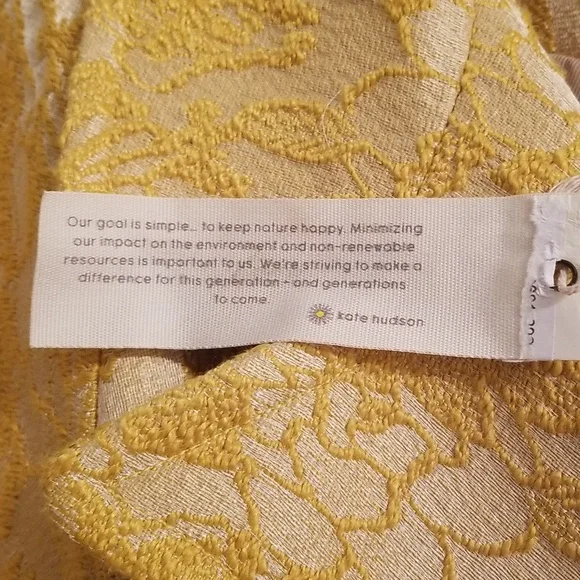 Our goal is simple... to keep nature happy. Minimizing
our impact on the environment and non-renewable
resources is important to us. We're striving to make a
difference for this generation - and generations
to come.
kate hudson